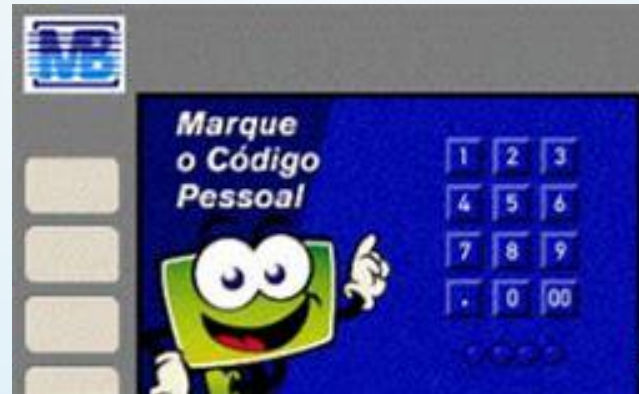 MB
Marque
o Código
Pessoal
1 2 3
4 5 6
7 8 9
. 0 00